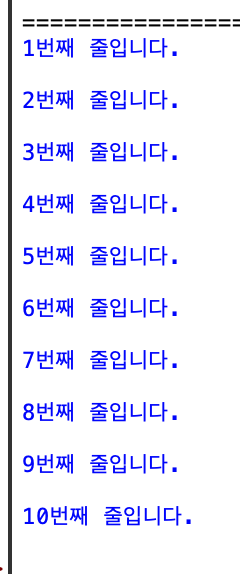 ==================
1번째 줄입니다.
2번째 줄입니다.
3번째 줄입니다.
4번째 줄입니다.
5번째 줄입니다.
6번째 줄입니다.
7번째 줄입니다.
8번째 줄입니다.
9번째 줄입니다.
10번째 줄입니다.